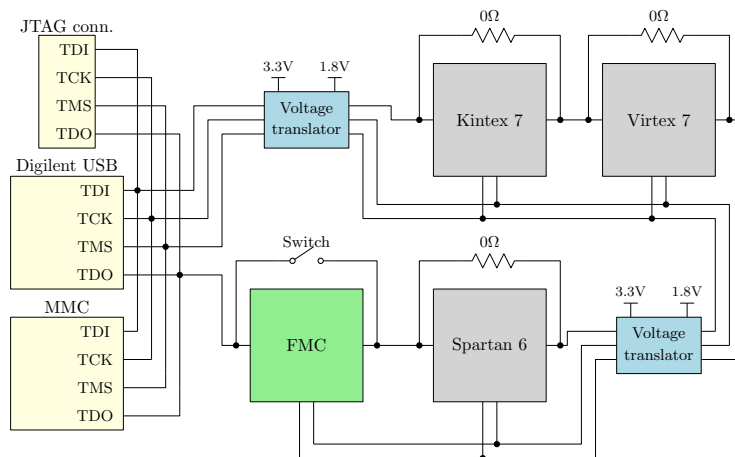 JTAG conn.
TDI
TCK
TMS
TDO
Digilent USB
TDI
TCK
TMS
TDO
MMC
TDI
TCK
TMS
TDO
3.3V
1.8V
Voltage
translator
0Ω
Kintex 7
0Ω
Virtex 7
Switch
FMC
0Ω
Spartan 6
3.3V
1.8V
Voltage
translator